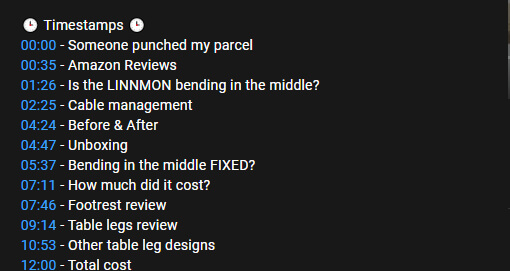 🕒 Timestamps 🕒
00:00 - Someone punched my parcel
00:35 - Amazon Reviews
01:26 - Is the LINNMON bending in the middle?
02:25 - Cable management
04:24 - Before & After
04:47 - Unboxing
05:37 - Bending in the middle FIXED?
07:11 - How much did it cost?
07:46 - Footrest review
09:14 - Table legs review
10:53 - Other table leg designs
12:00 - Total cost